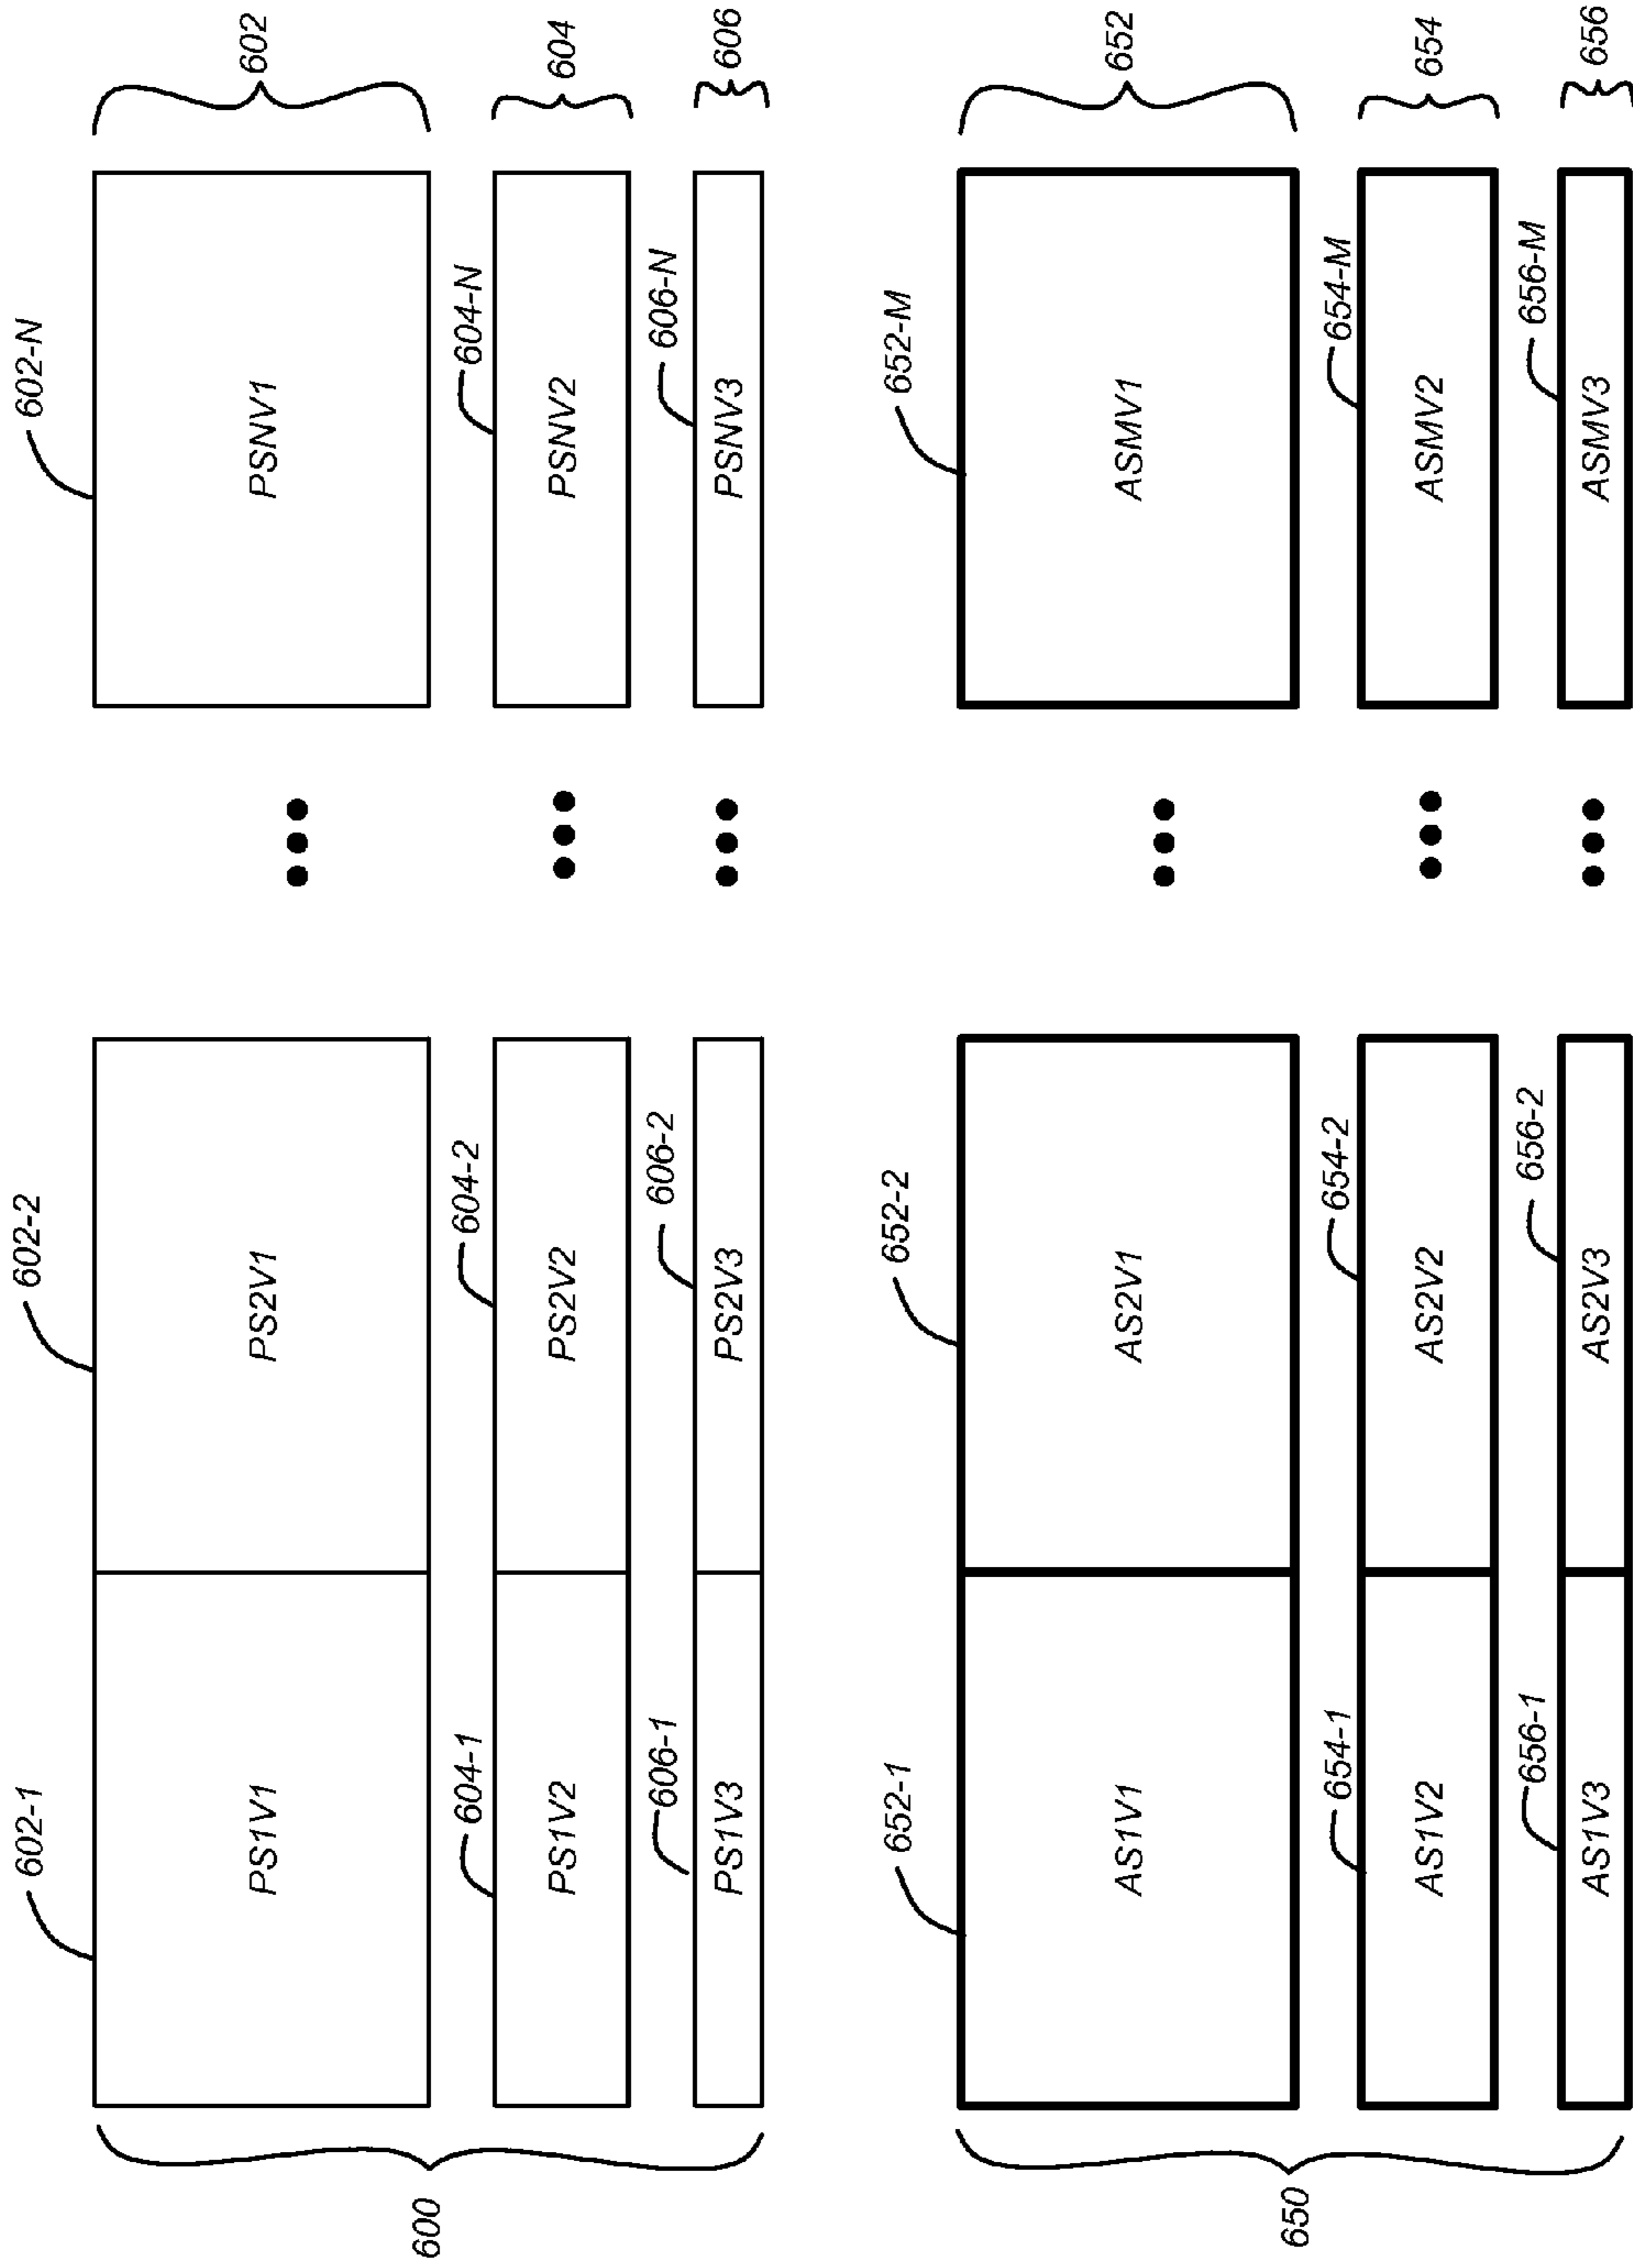 602-1
602-2
602-N
PS1V1
PS2V1
PSNV1
602
604-1
604-2
604-N
PS1V2
PS2V2
PSNV2
604
606-1
606-2
606-N
PS1V3
PS2V3
PSNV3
606
600
652-1
652-2
652-M
AS1V1
AS2V1
ASMV1
652
654-1
654-2
654-M
AS1V2
AS2V2
ASMV2
654
656-1
656-2
656-M
AS1V3
AS2V3
ASMV3
656
650